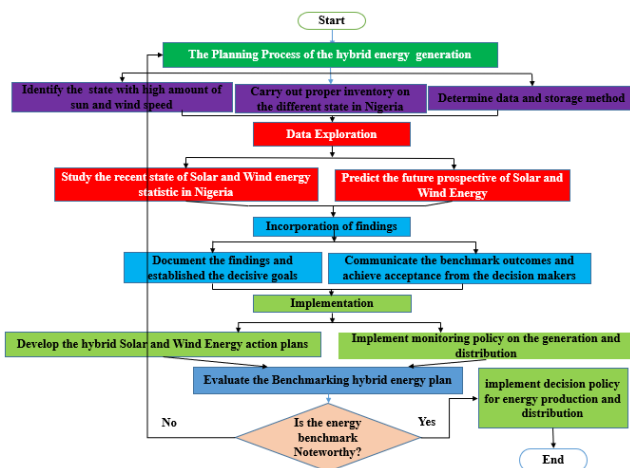 Start
The Planning Process of the hybrid energy generation
Identify the state with high amount of
sun and wind speed
Carry out proper inventory on
the different state in Nigeria
Determine data and storage method
Data Exploration
Study the recent state of Solar and Wind energy
statistic in Nigeria
Predict the future prospective of Solar and
Wind Energy
Incorporation of findings
Document the findings and
established the decisive goals
Communicate the benchmark outcomes and
achieve acceptance from the decision makers
Implementation
Develop the hybrid Solar and Wind Energy action plans
Implement monitoring policy on the generation and
distribution
Evaluate the Benchmarking hybrid energy plan
implement decision policy
for energy production and
distribution
No
Is the energy
benchmark
Noteworthy?
Yes
End